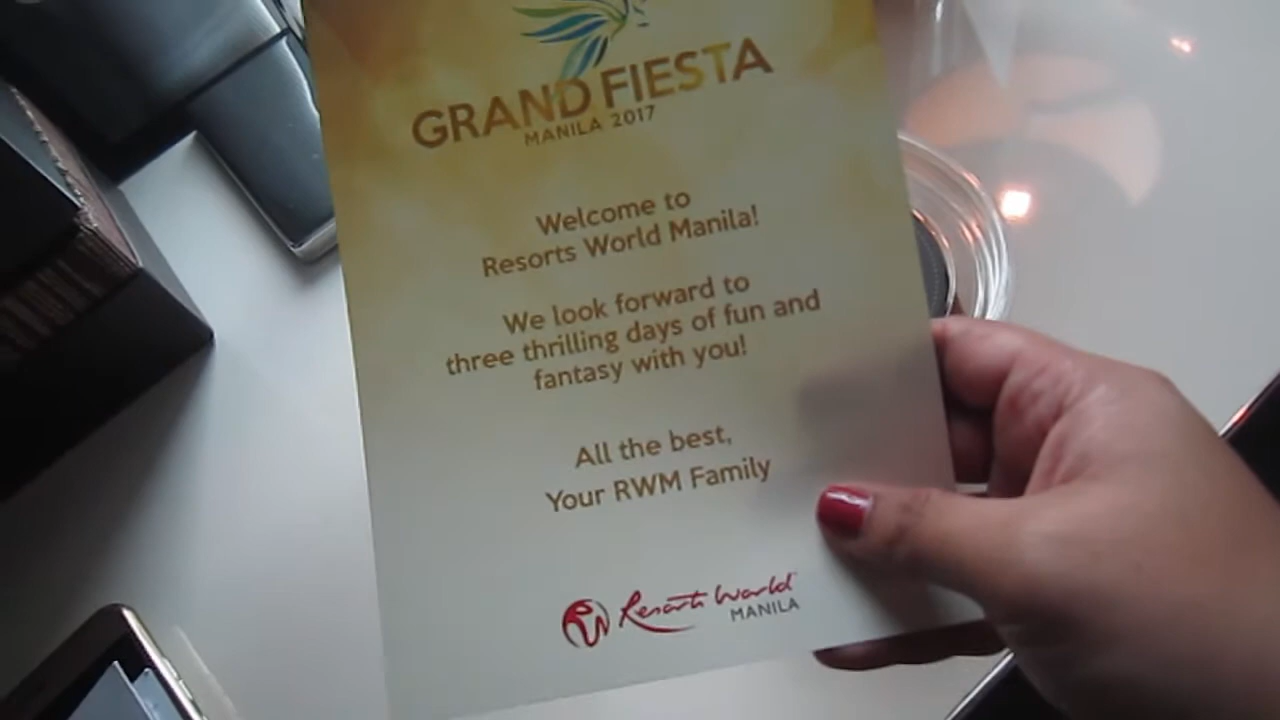 GRAND FIESTA
MANILA 2017
Welcome to
Resorts World Manila!
We look forward to
three thrilling days of fun and
fantasy with you!
All the best,
Your RWM Family
Resorts World
MANILA